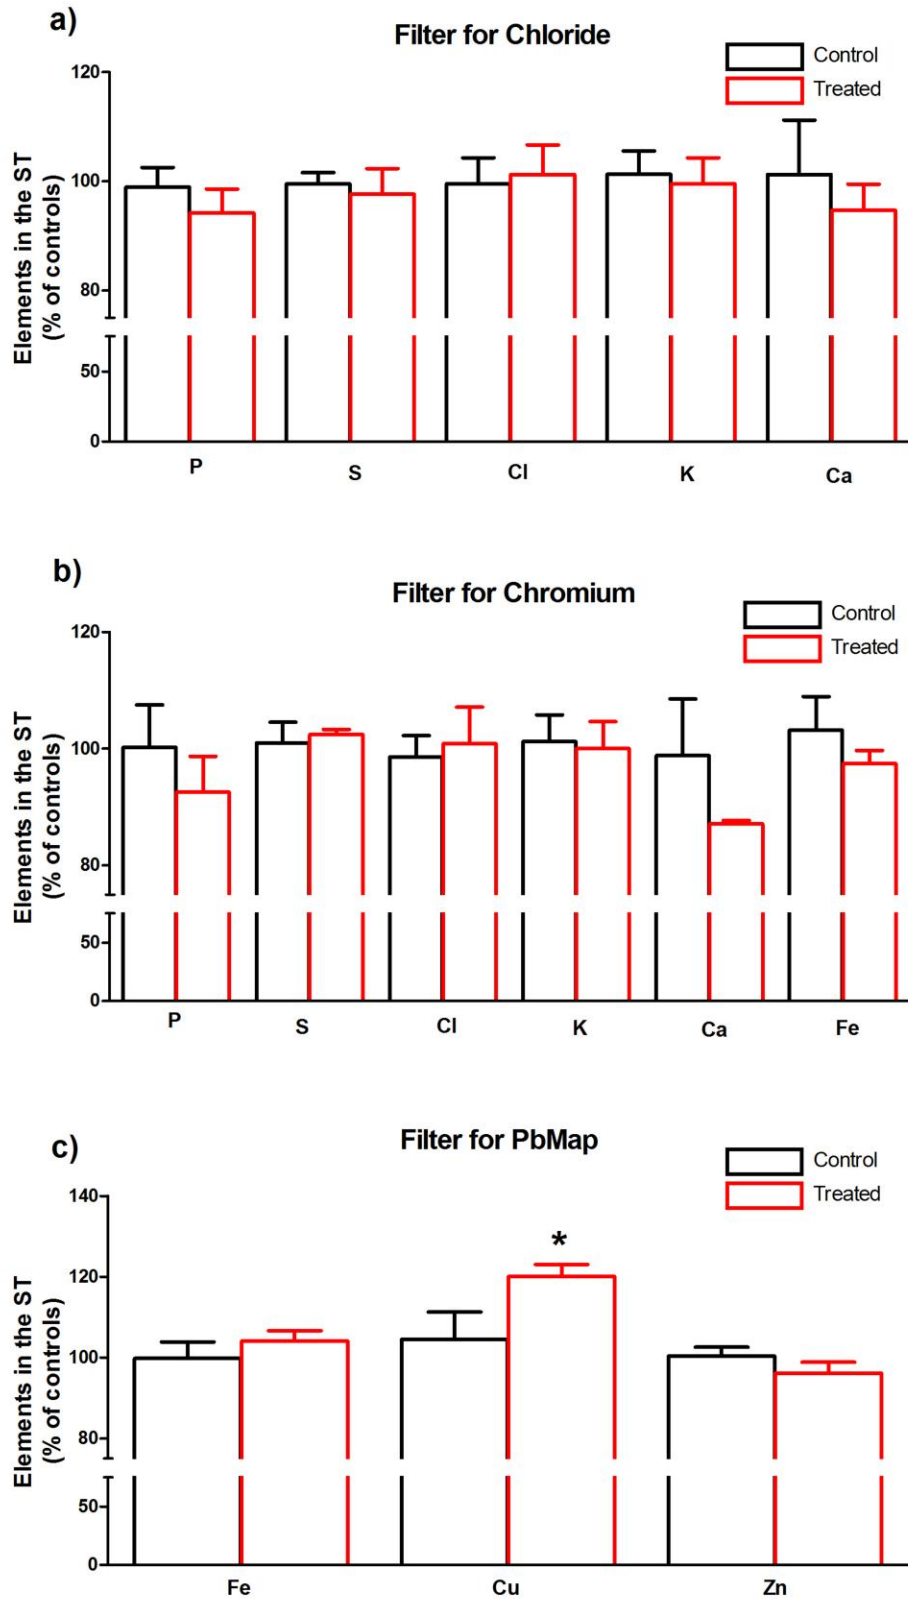 a)
Filter for Chloride
Control
Treated
Elements in the ST
(% of controls)
120
100
80
50
0
P
S
Cl
K
Ca
b)
Filter for Chromium
Control
Treated
Elements in the ST
(% of controls)
120
100
80
50
0
P
S
Cl
K
Ca
Fe
c)
Filter for PbMap
Control
Treated
Elements in the ST
(% of controls)
140
120
100
80
50
0
*
Fe
Cu
Zn